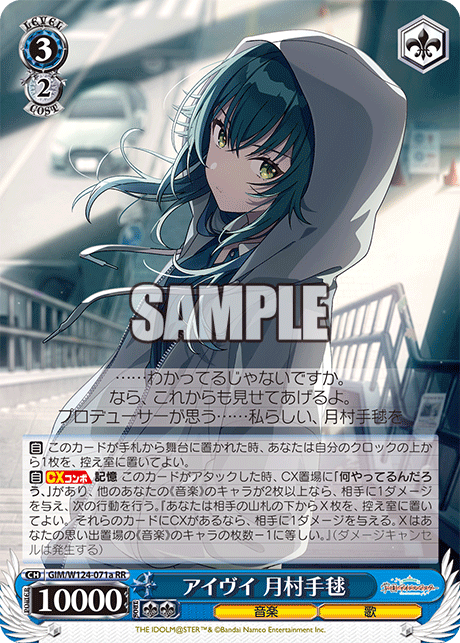 LEVEL
3
2
COST
SAMPLE
……わかってるじゃないですか。
なら、これからも見せてあげるよ。
プロデューサーが思う……私らしい、月村手毬を。
自 このカードが手札から舞台に置かれた時、あなたは自分のクロックの上か
ら1枚を、控え室に置いてよい。
自 CXコンボ 記憶 このカードがアタックした時、CX置場に「何やってるんだろ
う、」があり、他のあなたの《音楽》のキャラが2枚以上なら、相手に1ダメージ
を与え、次の行動を行う。『あなたは相手の山札の下からX枚を、控え室に置い
てよい。それらのカードにCXがあるなら、相手に1ダメージを与える。Xはあな
たの思い出置場の《音楽》のキャラの枚数-1に等しい。』（ダメージキャンセ
ルは発生する）
CH GIM/W124-071a RR
POWER
10000
SOUL
アイヴイ 月村手毬
音楽
歌
THE IDOLM@STER™& ©Bandai Namco Entertainment Inc.